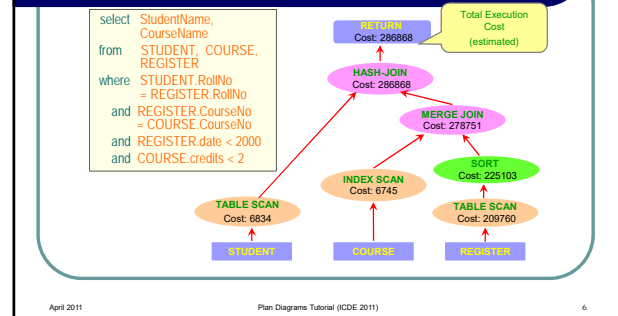 select StudentName,
CourseName
from STUDENT, COURSE,
REGISTER
where STUDENT.RollNo
= REGISTER.RollNo
and REGISTER.CourseNo
= COURSE.CourseNo
and REGISTER.date < 2000
and COURSE.credits < 2
RETURN
Cost: 286868
Total Execution
Cost
(estimated)
HASH-JOIN
Cost: 286868
MERGE JOIN
Cost: 278751
SORT
Cost: 225103
INDEX SCAN
Cost: 6745
TABLE SCAN
Cost: 6834
TABLE SCAN
Cost: 209760
STUDENT
COURSE
REGISTER
April 2011
Plan Diagrams Tutorial (ICDE 2011)
6